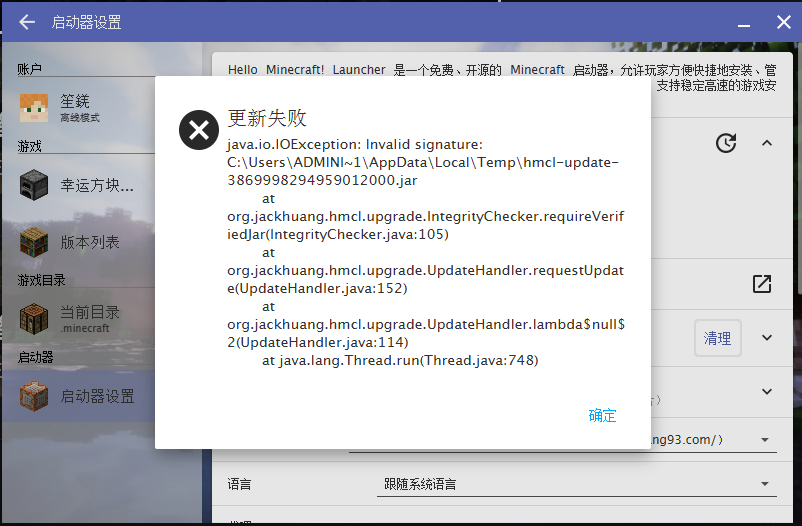 启动器设置
账户
笙鎂
离线模式
游戏
幸运方块...
版本列表
游戏目录
当前目录
.minecraft
启动器
启动器设置
Hello Minecraft! Launcher 是一个免费、开源的 Minecraft 启动器，允许玩家方便快捷地安装、管
支持稳定高速的游戏安
更新失败
java.io.IOException: Invalid signature:
C:\Users\ADMINI~1\AppData\Local\Temp\hmcl-update-
3869998294959012000.jar
at
org.jackhuang.hmcl.upgrade.IntegrityChecker.requireVerif
iedJar(IntegrityChecker.java:105)
at
org.jackhuang.hmcl.upgrade.UpdateHandler.requestUpdat
e(UpdateHandler.java:152)
at
org.jackhuang.hmcl.upgrade.UpdateHandler.lambda$null$
2(UpdateHandler.java:114)
at java.lang.Thread.run(Thread.java:748)
确定
清理
ng93.com/)
语言
跟随系统语言